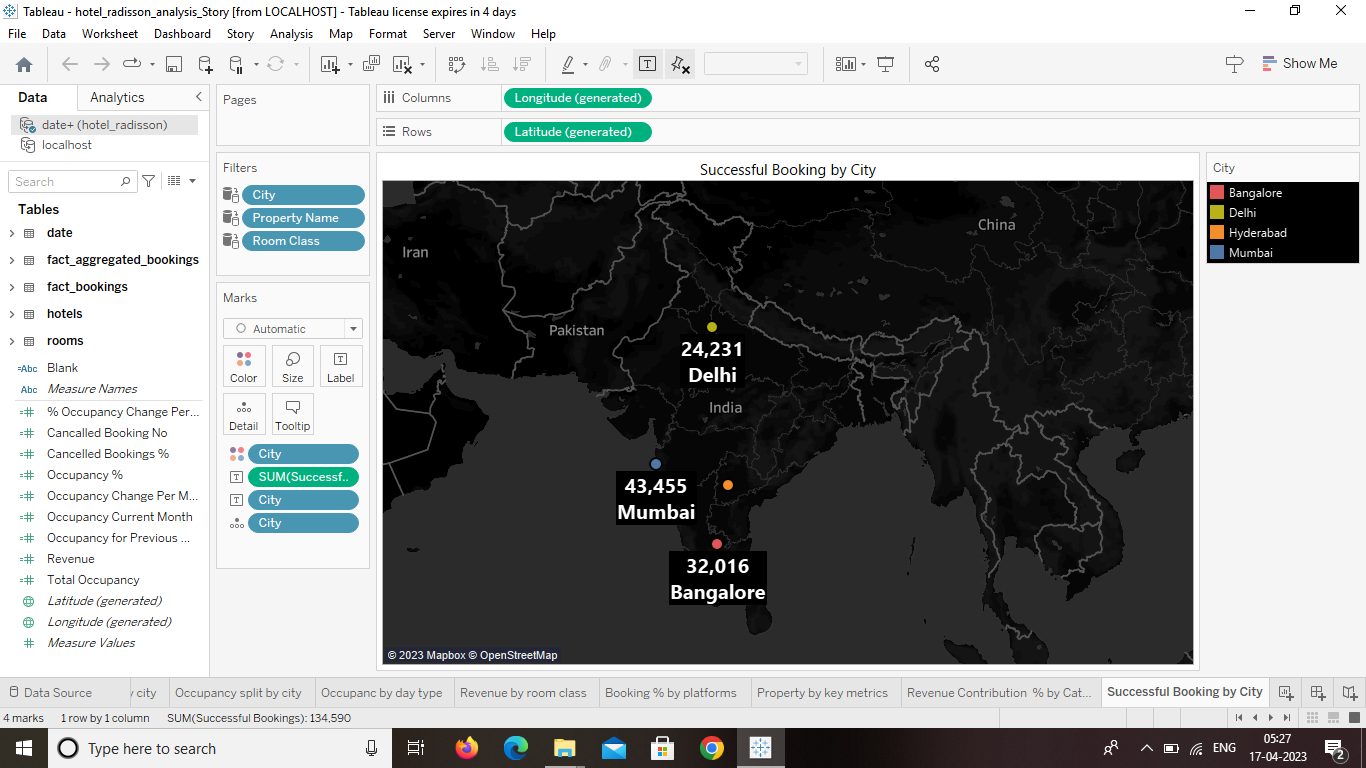 Tableau - hotel_radisson_analysis_Story [from LOCALHOST] - Tableau license expires in 4 days
File Data Worksheet Dashboard Story Analysis Map Format Server Window Help
Show Me
Data Analytics
date+ (hotel_radisson)
localhost
Search
Tables
date
fact_aggregated_bookings
fact_bookings
hotels
rooms
=Abc Blank
Abc Measure Names
% Occupancy Change Per...
Cancalled Booking No
Cancelled Bookings %
Occupancy %
Occupancy Change Per M...
Occupancy Current Month
Occupancy for Previous ...
Revenue
Total Occupancy
Latitude (generated)
Longitude (generated)
Measure Values
Pages
Filters
City
Property Name
Room Class
Marks
Automatic
Color Size Label
Detail Tooltip
City
SUM(Successf..
City
City
Columns Longitude (generated)
Rows Latitude (generated)
Successful Booking by City
Iran
China
Pakistan
24,231
Delhi
India
43,455
Mumbai
32,016
Bangalore
© 2023 Mapbox © OpenStreetMap
City
Bangalore
Delhi
Hyderabad
Mumbai
Data Source y city Occupancy split by city Occupanc by day type Revenue by room class Booking % by platforms Property by key metrics Revenue Contribution % by Cat... Successful Booking by City
4 marks 1 row by 1 column SUM(Successful Bookings): 134,590
Type here to search
ENG
05:27
17-04-2023
2